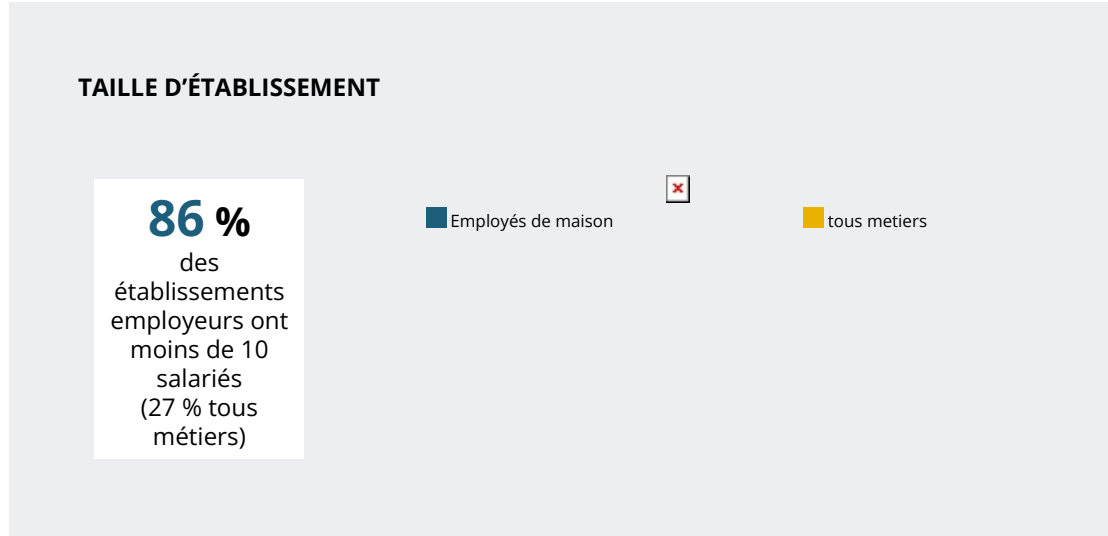 TAILLE D'ÉTABLISSEMENT
86 %
des
établissements
employeurs ont
moins de 10
salariés
(27 % tous
métiers)
Employés de maison
tous metiers